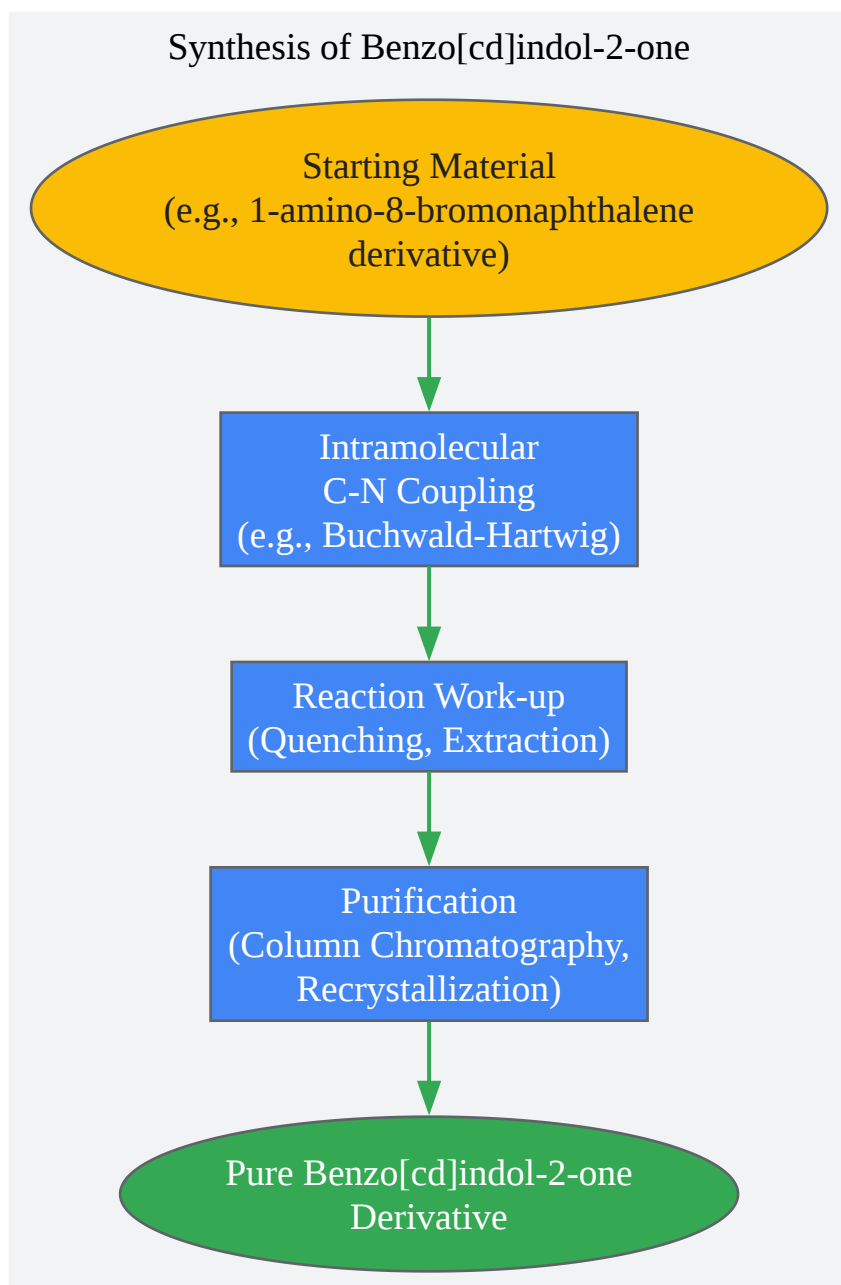 Synthesis of Benzo[cd]indol-2-one
Starting Material
(e.g., 1-amino-8-bromonaphthalene
derivative)
Intramolecular
C-N Coupling
(e.g., Buchwald-Hartwig)
Reaction Work-up
(Quenching, Extraction)
Purification
(Column Chromatography,
Recrystallization)
Pure Benzo[cd]indol-2-one
Derivative